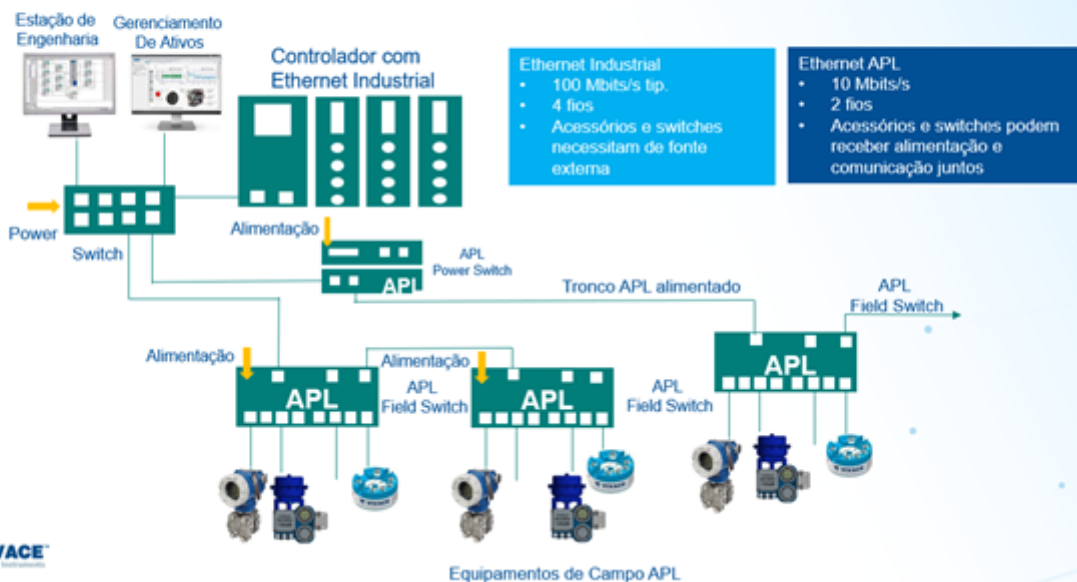 Estação de
Engenharia
Gerenciamento
De Ativos
Controlador com
Ethernet Industrial
Ethernet Industrial
• 100 Mbits/s tip.
• 4 fios
• Acessórios e switches
necessitam de fonte
externa
Ethernet APL
• 10 Mbits/s
• 2 fios
• Acessórios e switches podem
receber alimentação e
comunicação juntos
Power
Switch
Alimentação
APL
Power Switch
APL
Tronco APL alimentado
APL
Field Switch
Alimentação
APL
APL
Field Switch
Alimentação
APL
APL
Field Switch
APL
VACE™
Instruments
Equipamentos de Campo APL